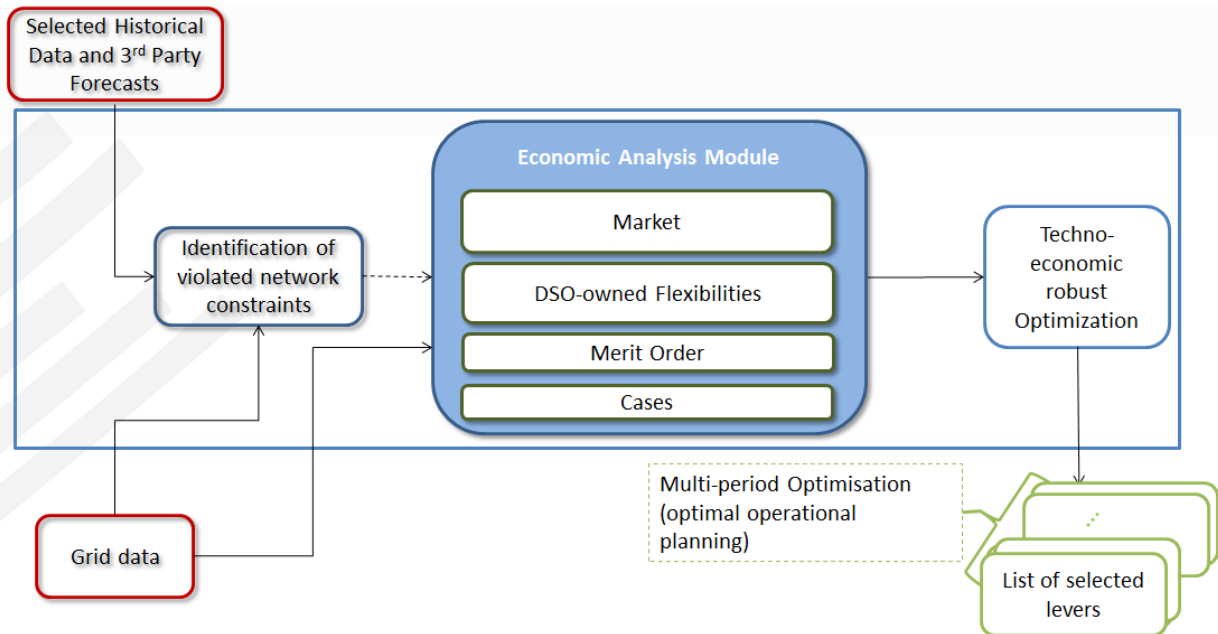 Selected Historical
Data and 3rd Party
Forecasts
Economic Analysis Module
Market
DSO-owned Flexibilities
Merit Order
Cases
Identification of
violated network
constraints
Techno-
economic
robust
Optimization
Grid data
Multi-period Optimisation
(optimal operational
planning)
...
List of selected
levers